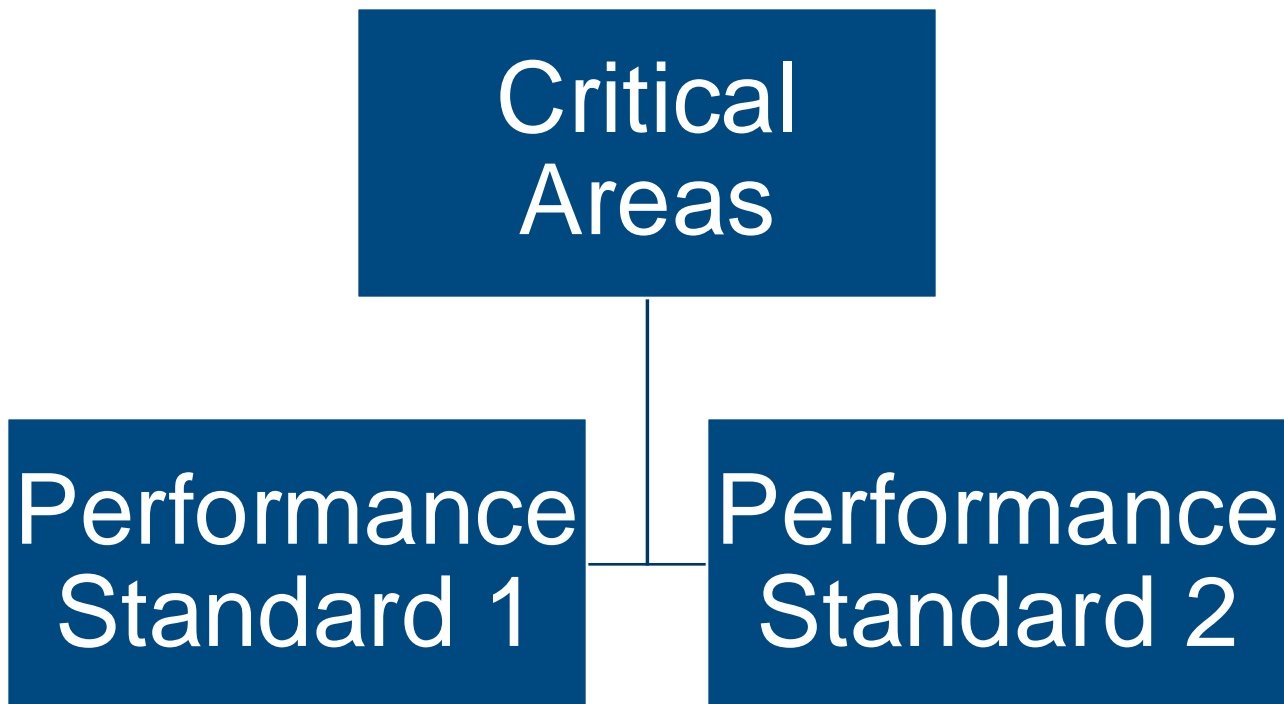 Critical
Areas
Performance
Standard 1
Performance
Standard 2